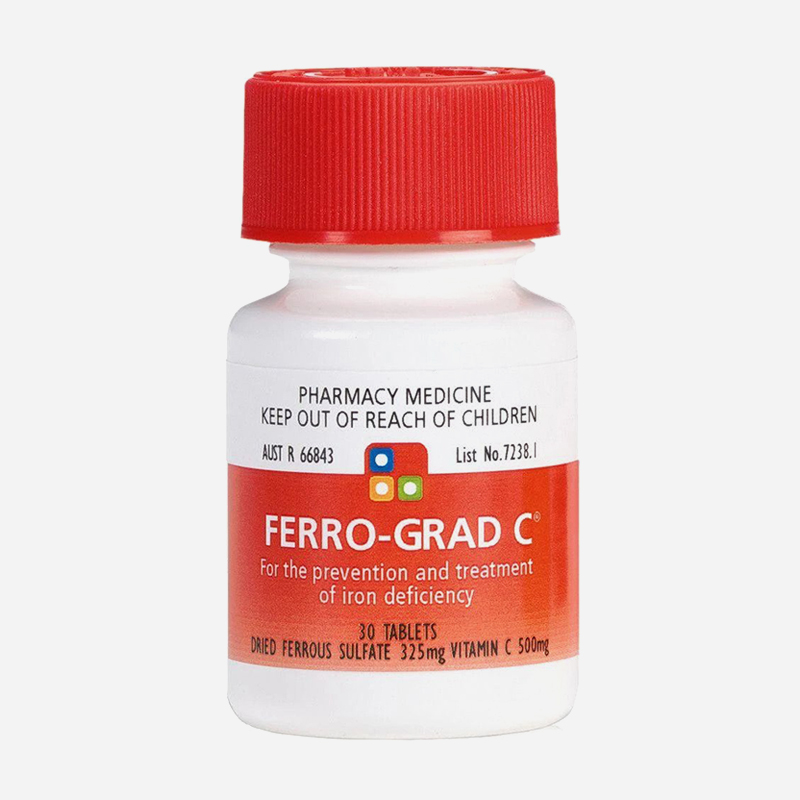 PHARMACY MEDICINE
KEEP OUT OF REACH OF CHILDREN
AUST R 66843 List No.7238.1
FERRO-GRAD C®
For the prevention and treatment
of iron deficiency
30 TABLETS
DRIED FERROUS SULFATE 325mg VITAMIN C 500mg